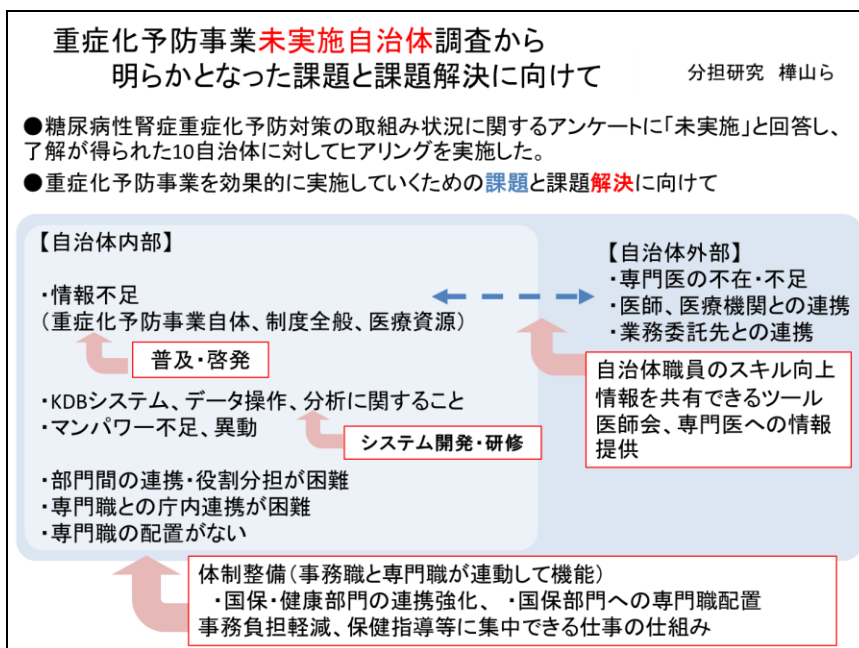 重症化予防事業未実施自治体調査から
明らかとなった課題と課題解決に向けて
分担研究 樺山ら
●糖尿病性腎症重症化予防対策の取組み状況に関するアンケートに「未実施」と回答し、
了解が得られた10自治体に対してヒアリングを実施した。
●重症化予防事業を効果的に実施していくための課題と課題解決に向けて
【自治体内部】
・情報不足
(重症化予防事業自体、制度全般、医療資源)
普及・啓発
・KDBシステム、データ操作、分析に関すること
・マンパワー不足、異動
システム開発・研修
・部門間の連携・役割分担が困難
・専門職との庁内連携が困難
・専門職の配置がない
【自治体外部】
・専門医の不在・不足
・医師、医療機関との連携
・業務委託先との連携
自治体職員のスキル向上
情報を共有できるツール
医師会、専門医への情報
提供
体制整備(事務職と専門職が連動して機能)
・国保・健康部門の連携強化、 ・国保部門への専門職配置
事務負担軽減、保健指導等に集中できる仕事の仕組み